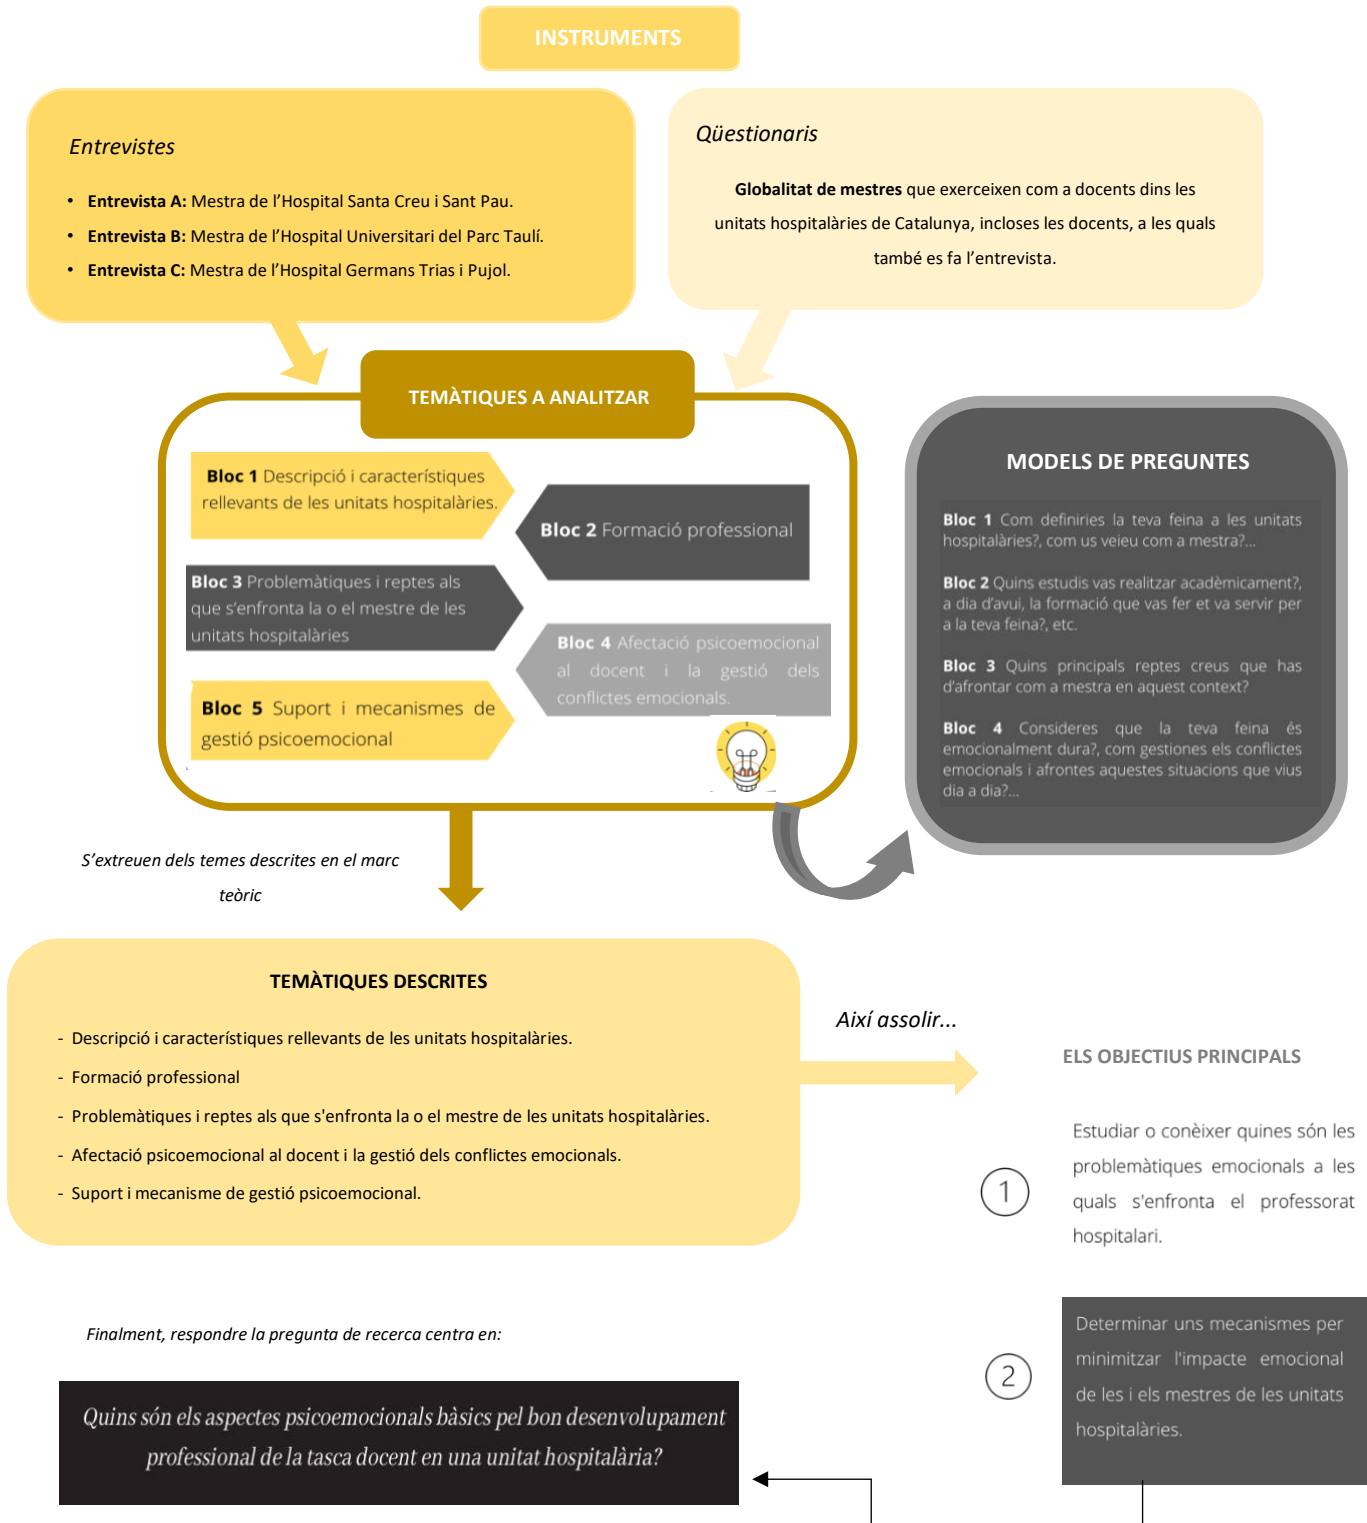 INSTRUMENTS
Entrevistes
• Entrevista A: Mestra de l'Hospital Santa Creu i Sant Pau.
• Entrevista B: Mestra de l'Hospital Universitari del Parc Taulí.
• Entrevista C: Mestra de l'Hospital Germans Trias i Pujol.
Qüestionaris
Globalitat de mestres que exerceixen com a docents dins les
unitats hospitalàries de Catalunya, incloses les docents, a les quals
també es fa l'entrevista.
TEMÀTIQUES A ANALITZAR
Bloc 1 Descripció i característiques
rellevants de les unitats hospitalàries.
Bloc 2 Formació professional
Bloc 3 Problemàtiques i reptes als
que s'enfronta la o el mestre de les
unitats hospitalàries
Bloc 4 Afectació psicoemocional
al docent i la gestió dels
conflictes emocionals.
Bloc 5 Suport i mecanismes de
gestió psicoemocional
MODELS DE PREGUNTES
Bloc 1 Com definiries la teva feina a les unitats
hospitalàries?, com us veieu com a mestra?...
Bloc 2 Quins estudis vas realitzar acadèmicament?,
a dia d'avui, la formació que vas fer et va servir per
a la teva feina?, etc.
Bloc 3 Quins principals reptes creus que has
d'afrontar com a mestra en aquest context?
Bloc 4 Consideres que la teva feina és
emocionalment dura?, com gestiones els conflictes
emocionals i afrontes aquestes situacions que vius
dia a dia?...
S'extreuen dels temes descrites en el marc
teòric
TEMÀTIQUES DESCRITES
- Descripció i característiques rellevants de les unitats hospitalàries.
- Formació professional
- Problemàtiques i reptes als que s'enfronta la o el mestre de les unitats hospitalàries.
- Afectació psicoemocional al docent i la gestió dels conflictes emocionals.
- Suport i mecanisme de gestió psicoemocional.
Així assolir...
ELS OBJECTIUS PRINCIPALS
1
Estudiar o conèixer quines són les
problemàtiques emocionals a les
quals s'enfronta el professorat
hospitalari.
2
Determinar uns mecanismes per
minimitzar l'impacte emocional
de les i els mestres de les unitats
hospitalàries.
Finalment, respondre la pregunta de recerca centra en:
Quins són els aspectes psicoemocionals bàsics pel bon desenvolupament
professional de la tasca docent en una unitat hospitalària?